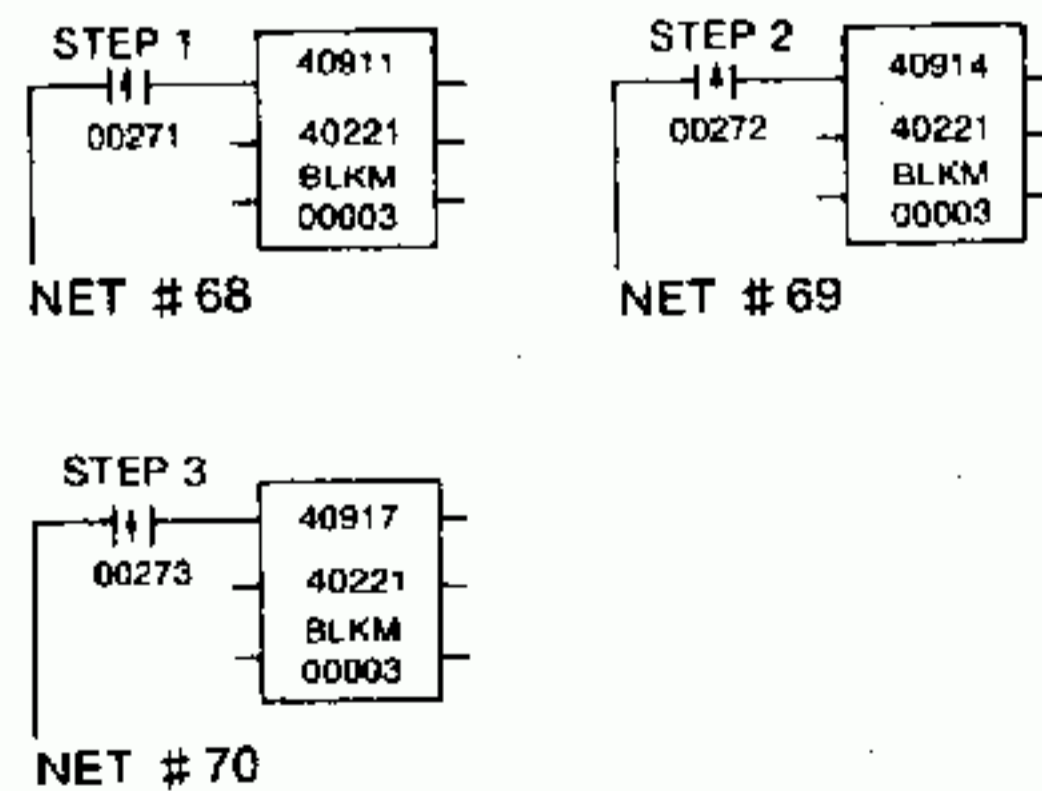 STEP 1
00271
40911
40221
BLKM
00003
NET # 68
STEP 2
00272
40914
40221
BLKM
00003
NET # 69
STEP 3
00273
40917
40221
BLKM
00003
NET # 70